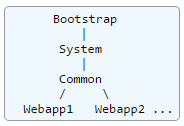 Bootstrap
|
System
|
Common
/ \
Webapp1 Webapp2 ...